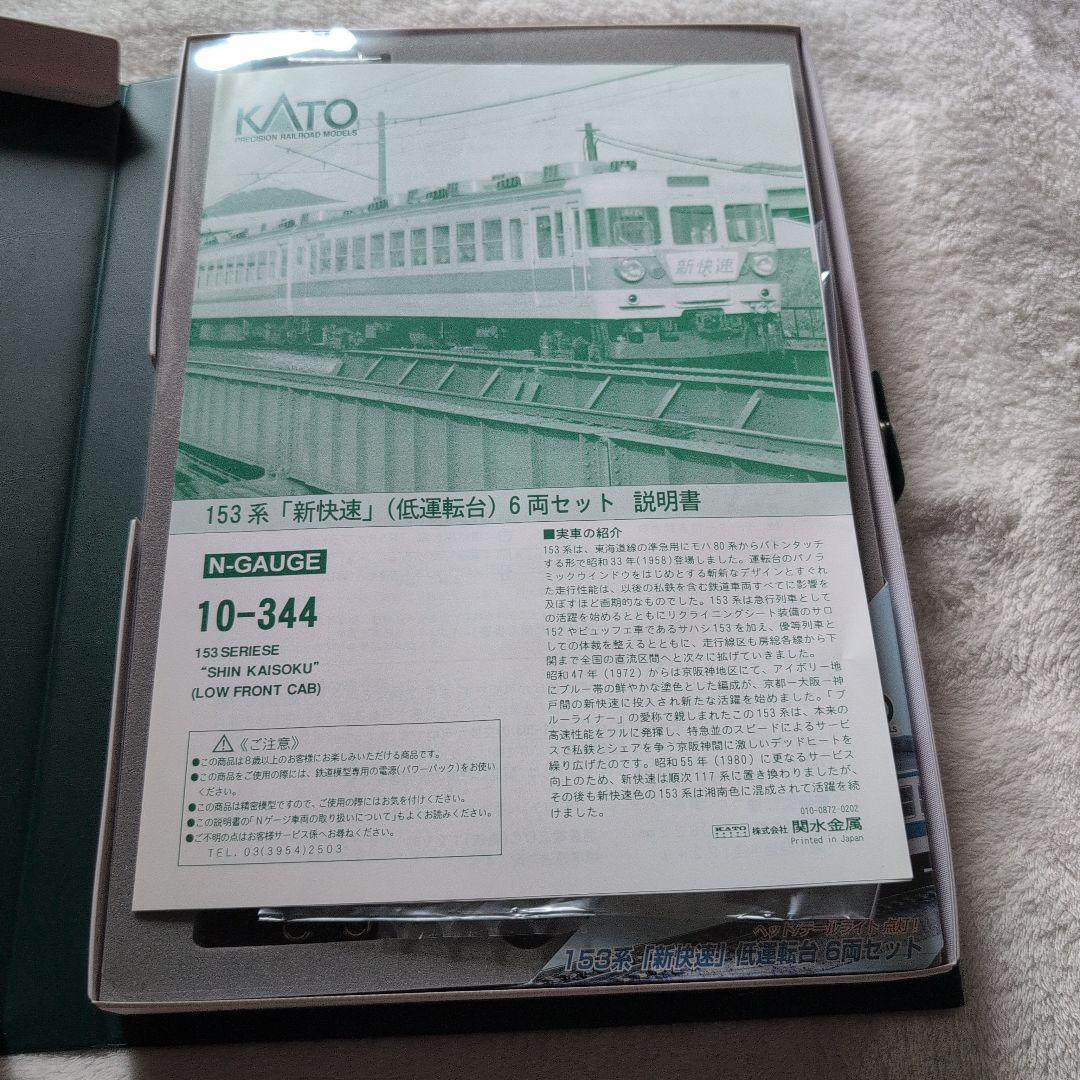 KATO
PRECISION RAILROAD MODELS
新快速
153系「新快速」(低運転台) 6両セット 説明書
N-GAUGE
10-344
153 SERIESE
“SHIN KAISOKU”
(LOW FRONT CAB)
⚠《ご注意》
●この商品は8歳以上のお客様にお楽しみいただける商品です。
●この商品をご使用の際には、鉄道模型専用の電源(パワーパック)をお使い
ください。
●この商品は精密模型ですので、ご使用の際にはお気を付けください。
●この説明書の「Nゲージ車両の取り扱いについて」もよくお読みください。
●ご不明の点はお客様サービス係へお尋ねください。
TEL. 03(3954)2503
■実車の紹介
153系は、東海道線の準急用にモハ80系からバトンタッチ
する形で昭和33年(1958)登場しました。運転台のパノラ
ミックウインドウをはじめとする斬新なデザインとすぐれ
た走行性能は、以後の私鉄を含む鉄道車両すべてに影響を
及ぼすほど画期的なものでした。153系は急行列車として
の活躍を始めるとともにリクライニングシート装備のサロ
152やビュッフェ車であるサハシ153を加え、優等列車と
しての体裁を整えるとともに、走行線区も房総各線から下
関まで全国の直流区間へと次々に拡げていきました。
昭和47年(1972)からは京阪神地区にて、アイボリー地
にブルー帯の鮮やかな塗色とした編成が、京都ー大阪ー神
戸間の新快速に投入され新たな活躍を始めました。「ブ
ルーライナー」の愛称で親しまれたこの153系は、本来の
高速性能をフルに発揮し、特急並のスピードによるサービ
スで私鉄とシェアを争う京阪神間に激しいデッドヒートを
繰り広げたのです。昭和55年(1980)に更なるサービス
向上のため、新快速は順次117系に置き換わりましたが、
その後も新快速色の153系は湘南色に混成されて活躍を続
けました。
010-0872-0202
KATO 株式会社 関水金属
Printed in Japan
ヘッド/テールライト点灯!
153系「新快速」低運転台 6両セット